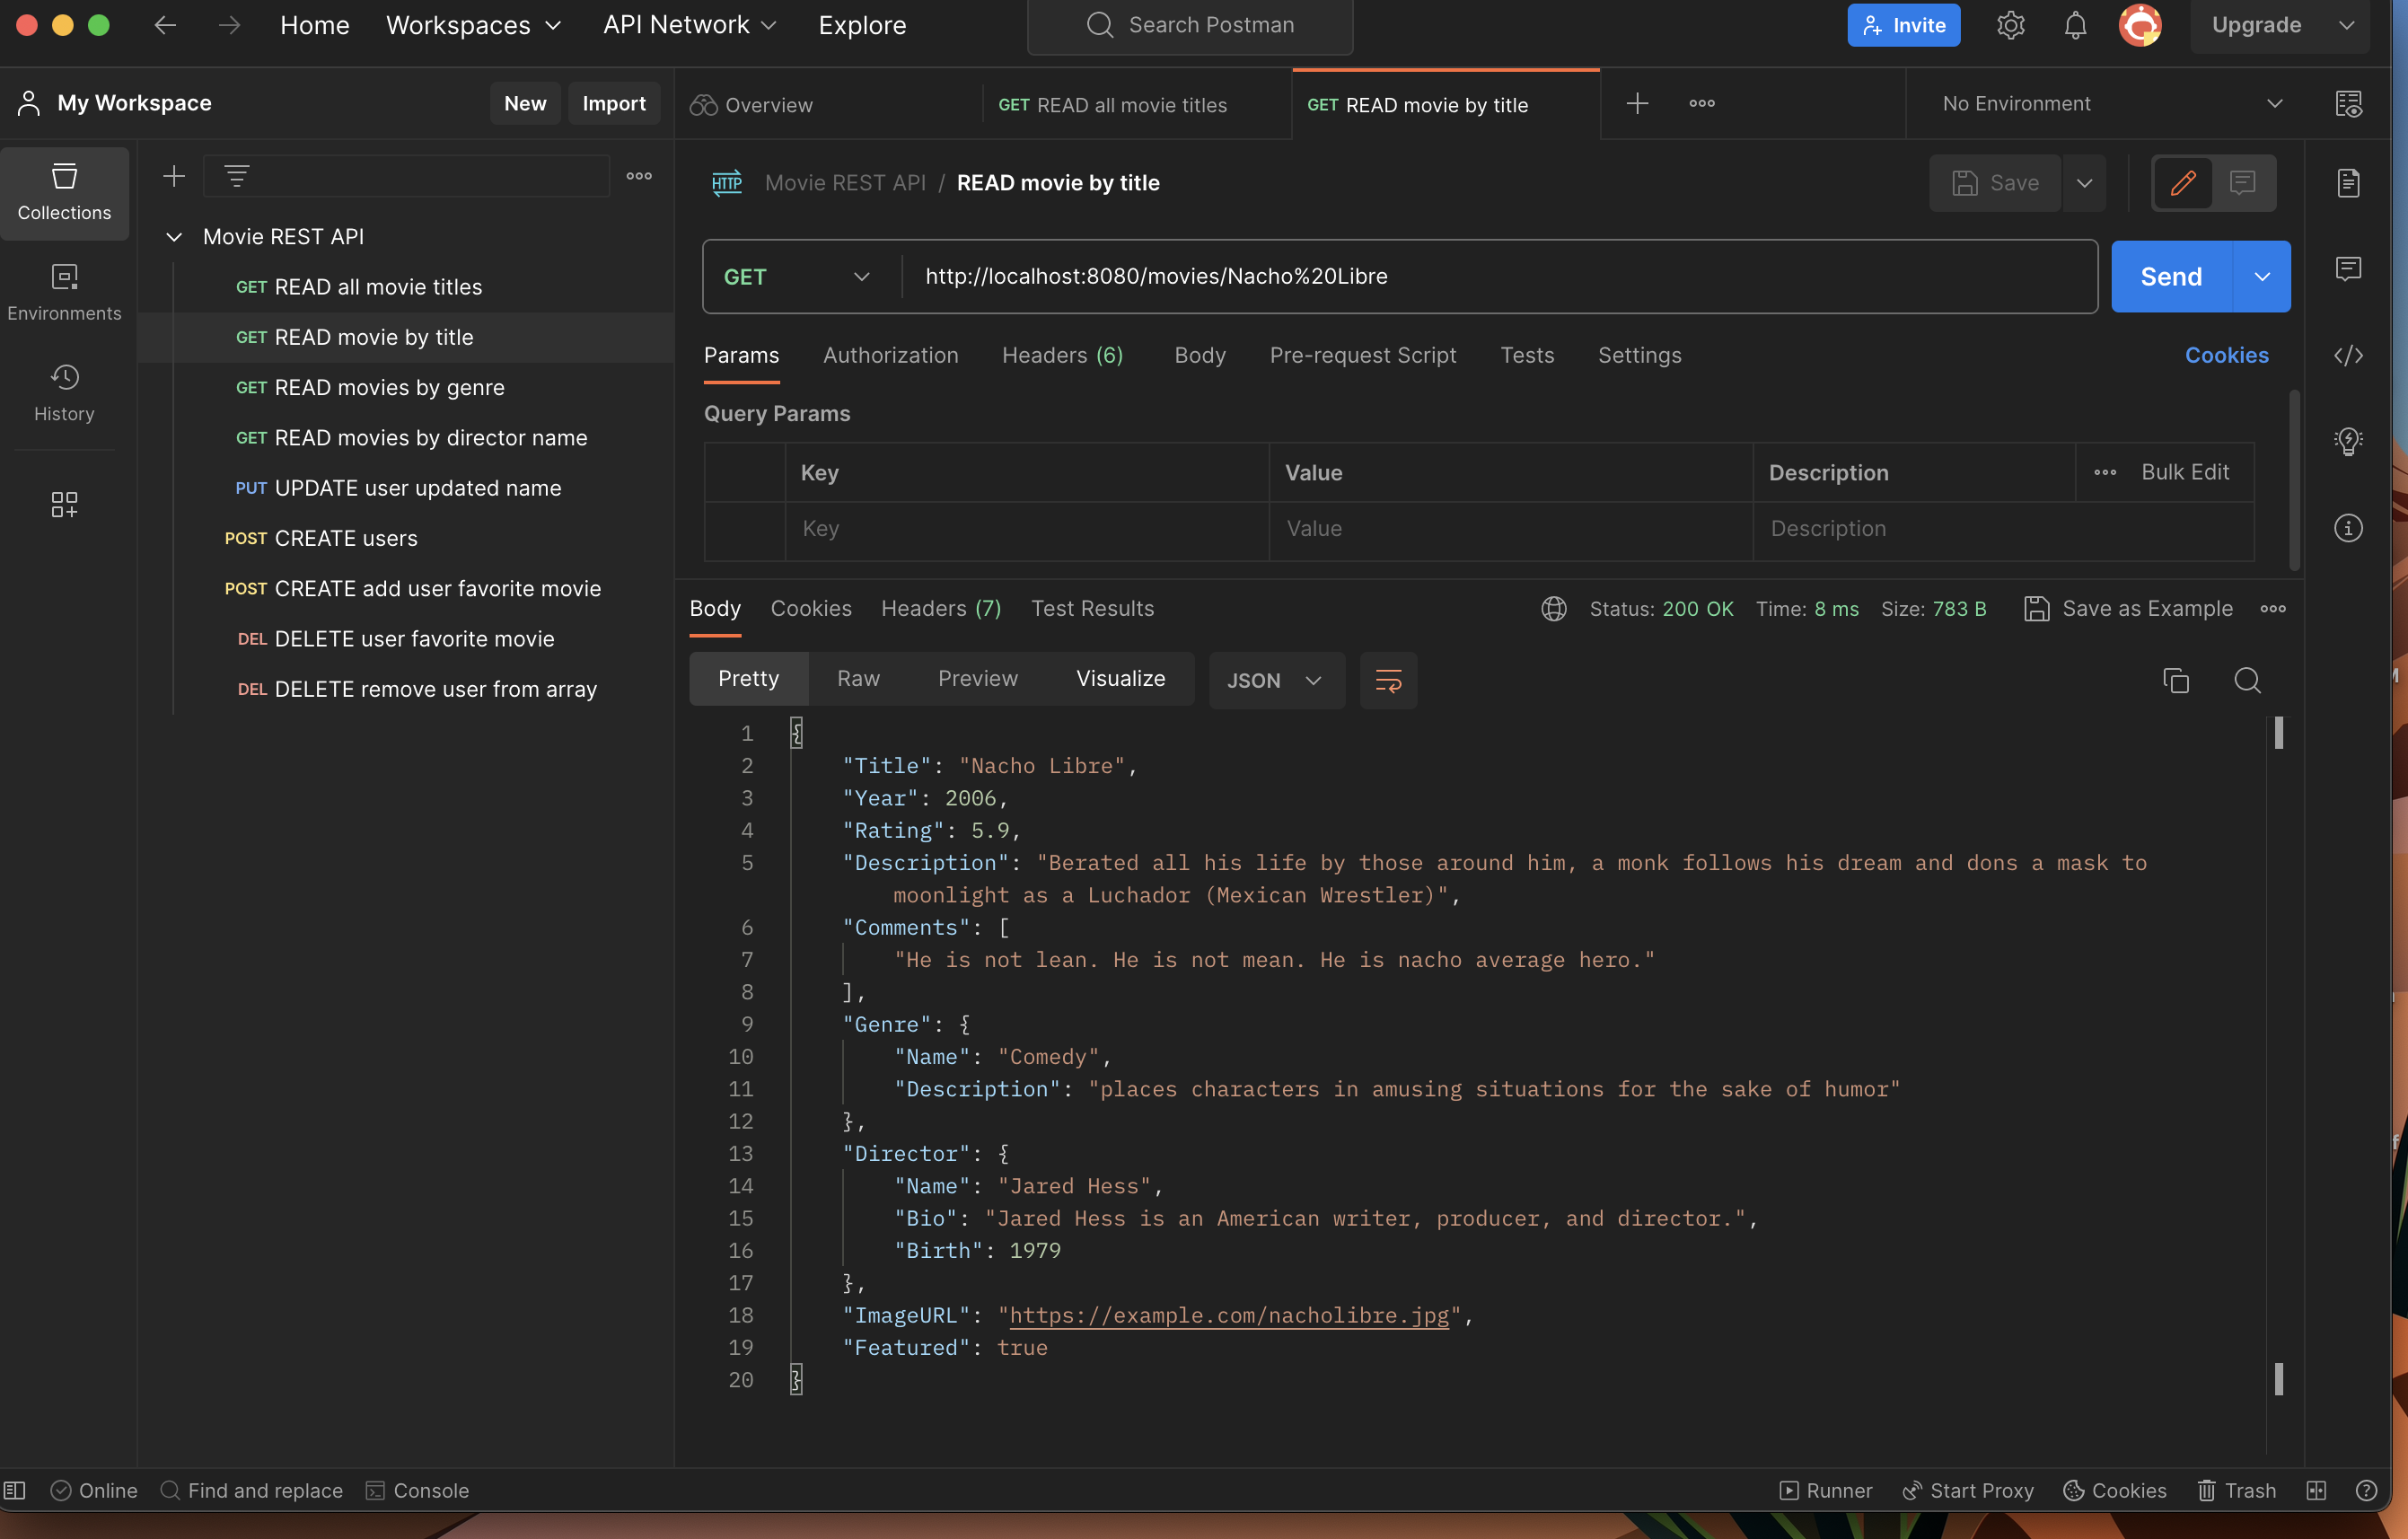 Home Workspaces API Network Explore Search Postman Invite Upgrade
My Workspace New Import Overview GET READ all movie titles GET READ movie by title No Environment
Collections
Environments
History
Movie REST API
GET READ all movie titles
GET READ movie by title
GET READ movies by genre
GET READ movies by director name
PUT UPDATE user updated name
POST CREATE users
POST CREATE add user favorite movie
DEL DELETE user favorite movie
DEL DELETE remove user from array
HTTP Movie REST API / READ movie by title Save
GET http://localhost:8080/movies/Nacho%20Libre Send
Params Authorization Headers (6) Body Pre-request Script Tests Settings Cookies
Query Params
Key Value Description Bulk Edit
Key Value Description
Body Cookies Headers (7) Test Results Status: 200 OK Time: 8 ms Size: 783 B Save as Example
Pretty Raw Preview Visualize JSON
1 {
2 "Title": "Nacho Libre",
3 "Year": 2006,
4 "Rating": 5.9,
5 "Description": "Berated all his life by those around him, a monk follows his dream and dons a mask to
moonlight as a Luchador (Mexican Wrestler)",
6 "Comments": [
7 "He is not lean. He is not mean. He is nacho average hero."
8 ],
9 "Genre": {
10 "Name": "Comedy",
11 "Description": "places characters in amusing situations for the sake of humor"
12 },
13 "Director": {
14 "Name": "Jared Hess",
15 "Bio": "Jared Hess is an American writer, producer, and director.",
16 "Birth": 1979
17 },
18 "ImageURL": "https://example.com/nacholibre.jpg",
19 "Featured": true
20 }
Online Find and replace Console Runner Start Proxy Cookies Trash